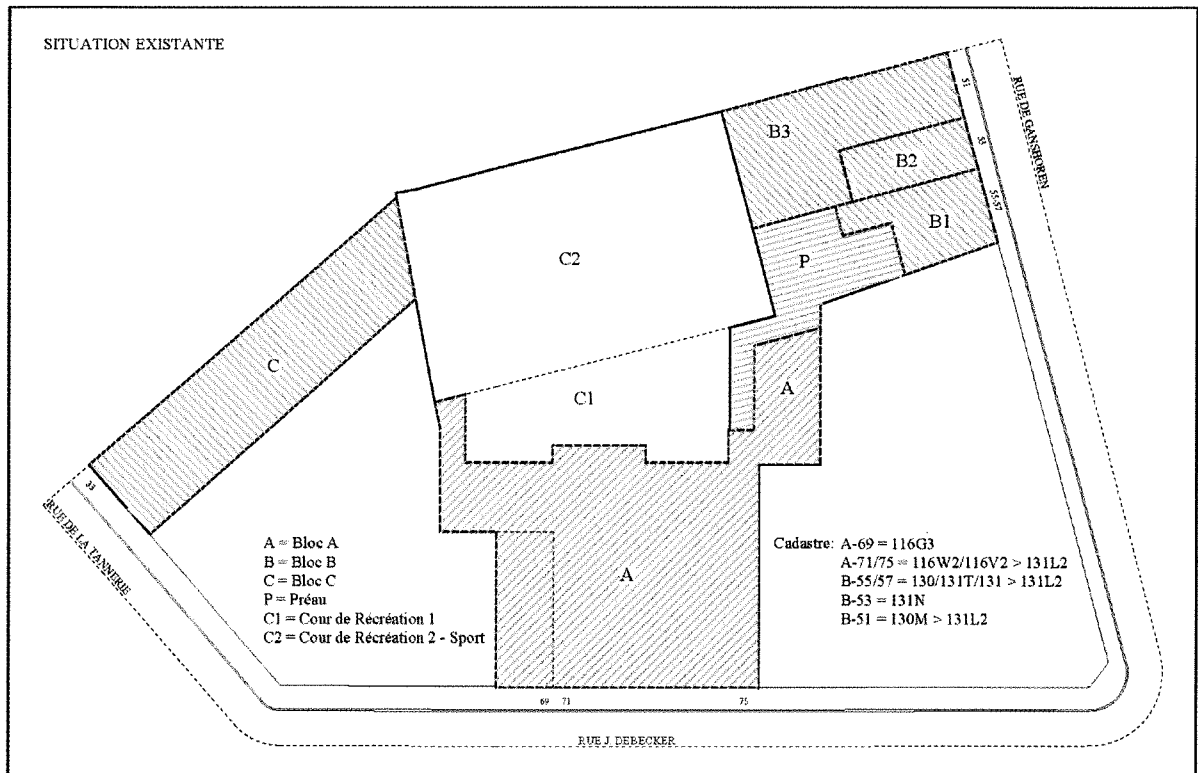 SITUATION EXISTANTE
RUE DE GANSHOREN
51
53
55-57
B3
B2
B1
P
C2
C
C1
A
33
RUE DE LA TANNERIE
A = Bloc A
B = Bloc B
C = Bloc C
P = Préau
C1 = Cour de Récréation 1
C2 = Cour de Récréation 2 - Sport
A
Cadastre: A-69 = 116G3
A-71/75 = 116W2/116V2 > 131L2
B-55/57 = 130/131T/131 > 131L2
B-53 = 131N
B-51 = 130M > 131L2
69 71 75
RUE J. DEBECKER